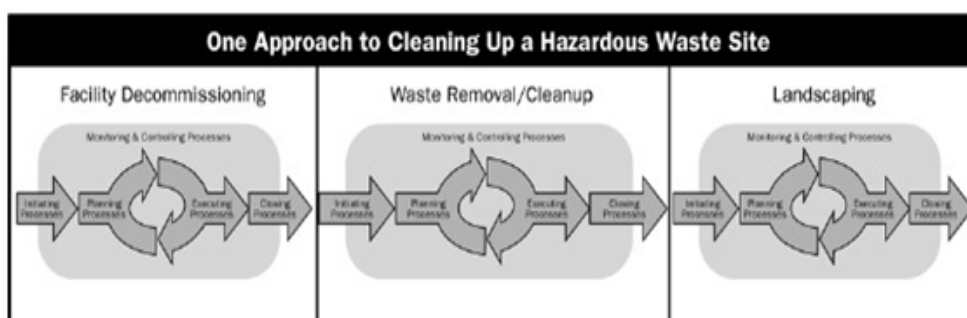 One Approach to Cleaning Up a Hazardous Waste Site
Facility Decommissioning
Monitoring & Controlling Processes
Initiating
Processes
Planning
Processes
Executing
Processes
Closing
Processes
Waste Removal/Cleanup
Monitoring & Controlling Processes
Initiating
Processes
Planning
Processes
Executing
Processes
Closing
Processes
Landscaping
Monitoring & Controlling Processes
Initiating
Processes
Planning
Processes
Executing
Processes
Closing
Processes